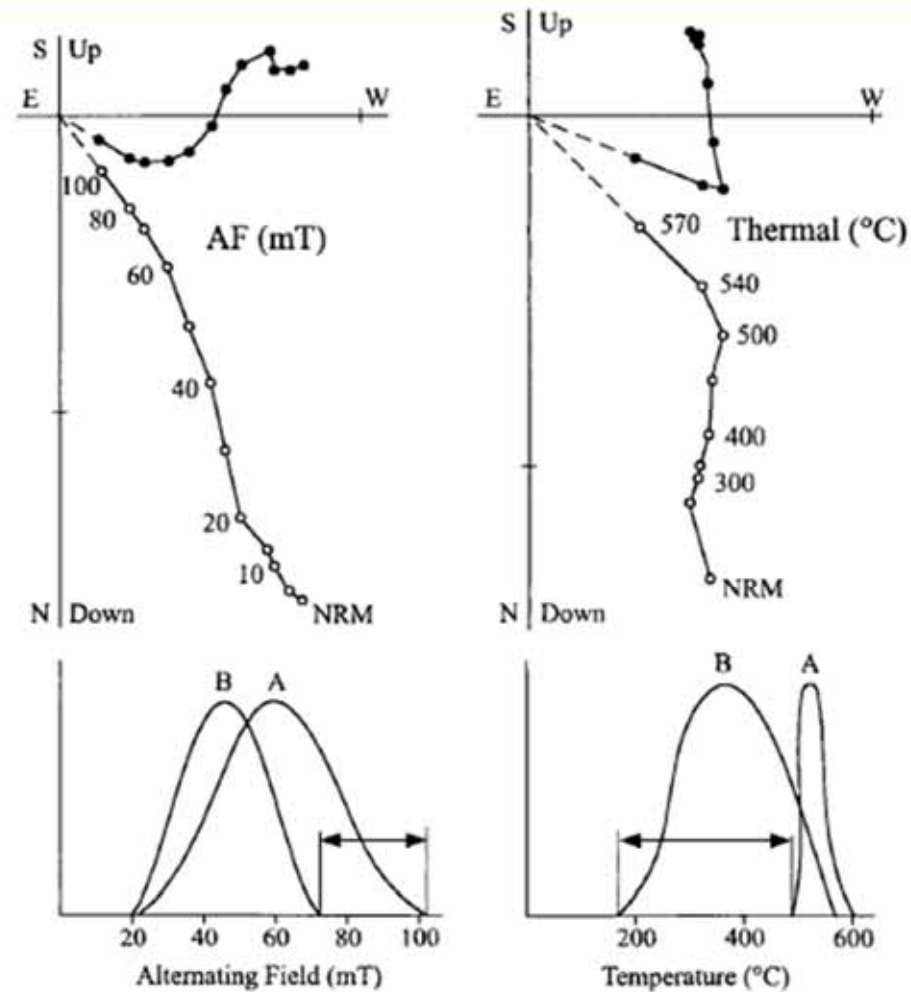 S Up
E W
100
80
60
40
20
10
AF (mT)
NRM
N Down
S Up
E W
570
540
500
400
300
Thermal (°C)
NRM
N Down
B A
20 40 60 80 100
Alternating Field (mT)
B A
200 400 600
Temperature (°C)